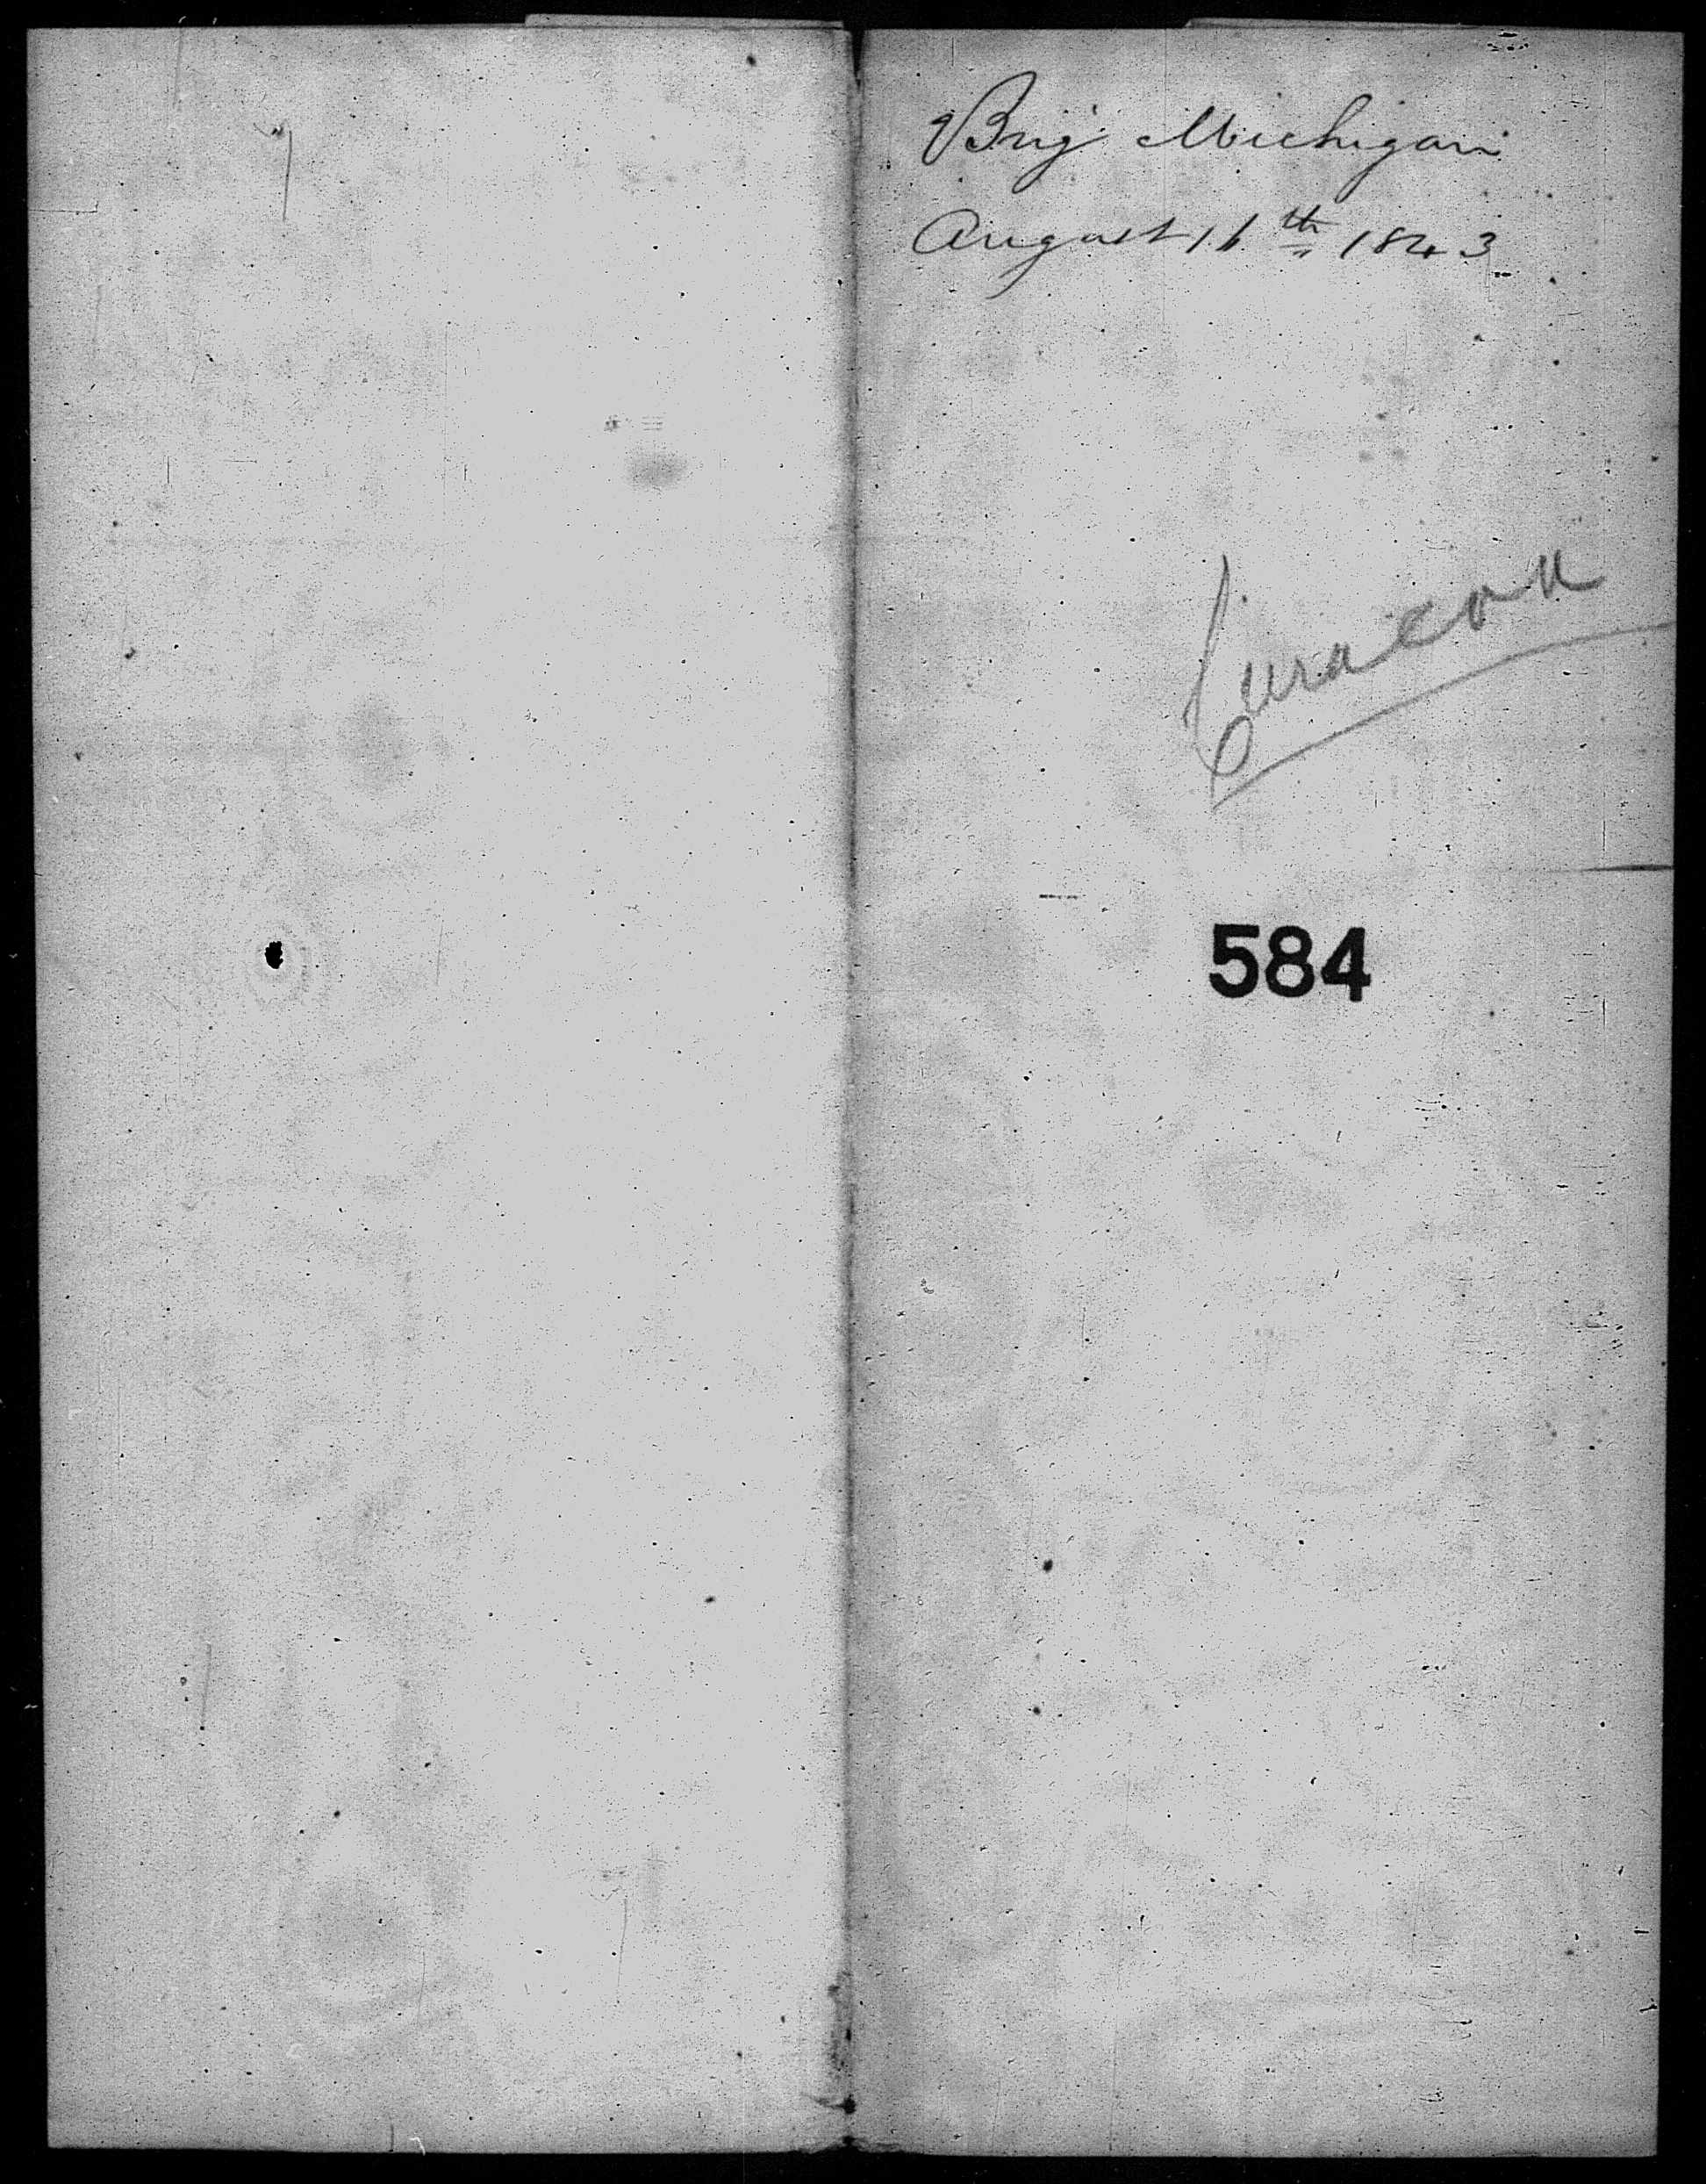 Brig Michigan
August 16th 1843
Curacoa
584